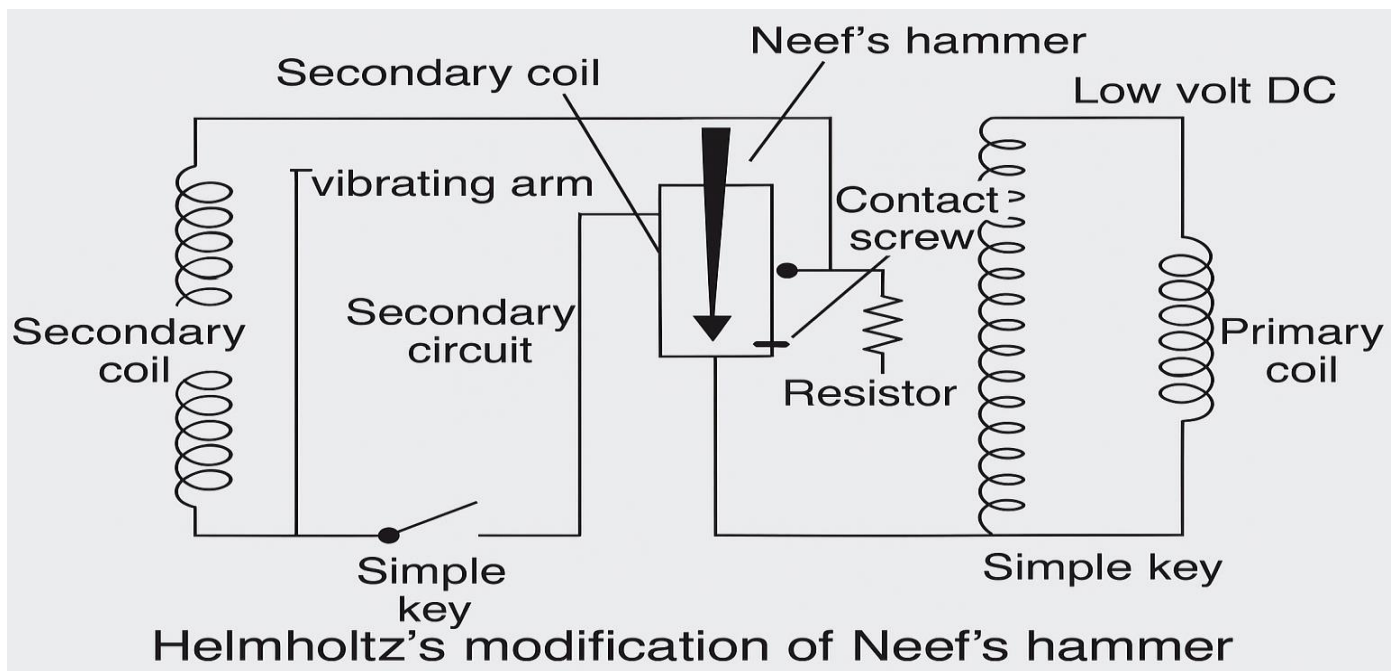 Neef's hammer
Secondary coil
Low volt DC
vibrating arm
Contact
screw
Secondary
circuit
Secondary
coil
Primary
coil
Resistor
Simple
key
Simple key
Helmholtz's modification of Neef's hammer